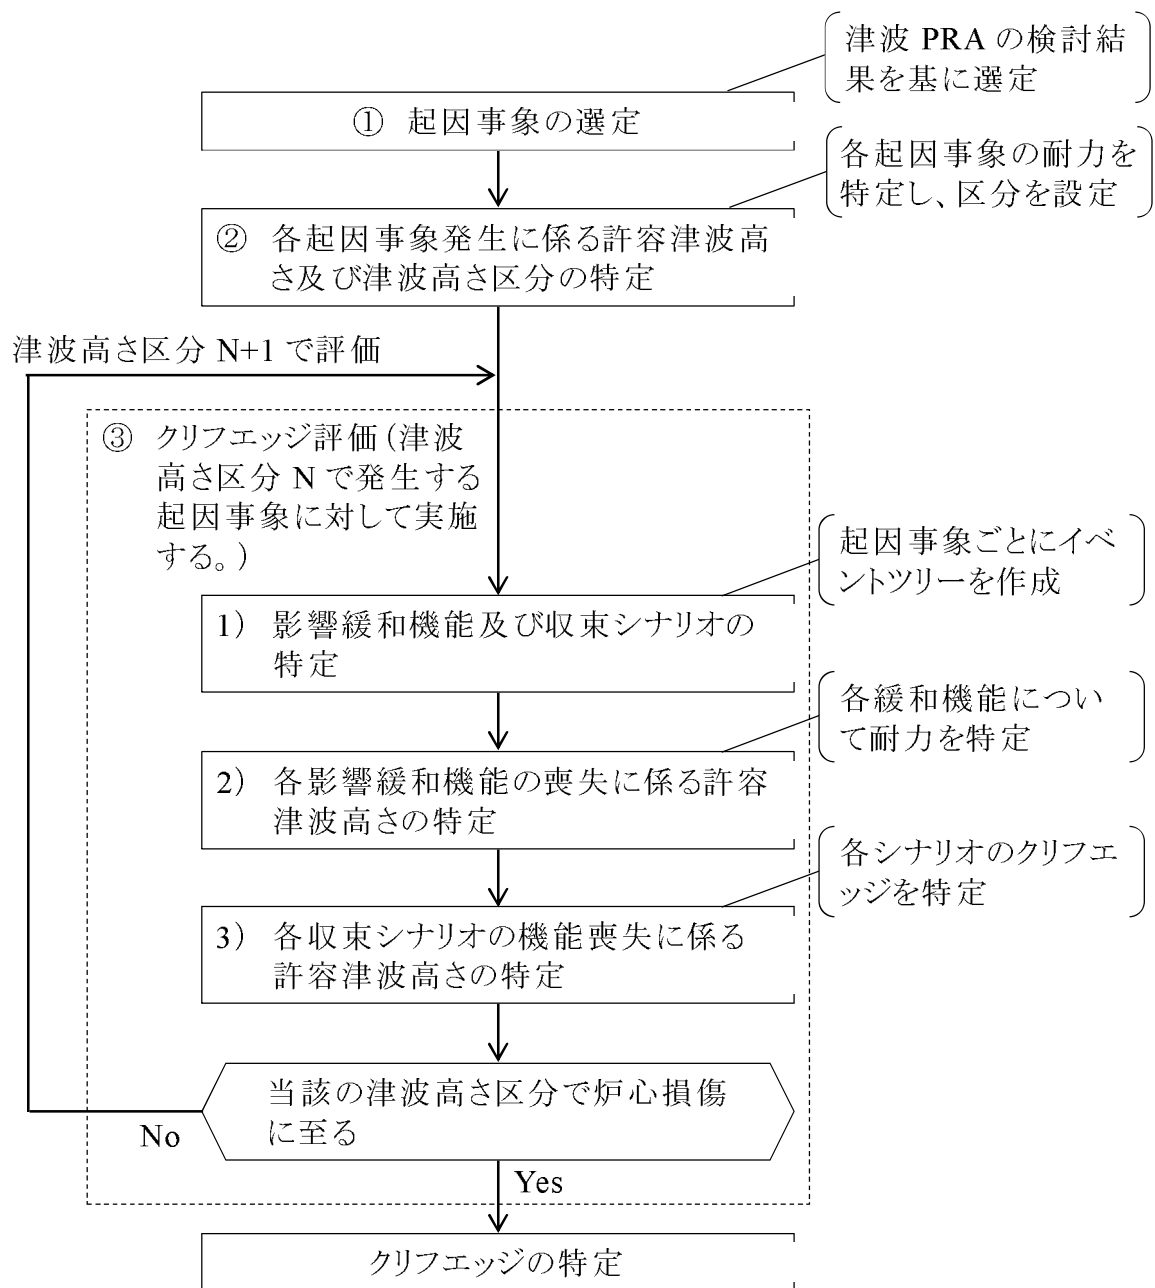 津波 PRA の検討結
果を基に選定
① 起因事象の選定
各起因事象の耐力を
特定し、区分を設定
② 各起因事象発生に係る許容津波高
さ及び津波高さ区分の特定
津波高さ区分 N+1 で評価
③ クリフエッジ評価(津波
高さ区分 N で発生する
起因事象に対して実施
する。)
起因事象ごとにイベ
ントツリーを作成
1) 影響緩和機能及び収束シナリオの
特定
各緩和機能につい
て耐力を特定
2) 各影響緩和機能の喪失に係る許容
津波高さの特定
各シナリオのクリフエ
ッジを特定
3) 各収束シナリオの機能喪失に係る
許容津波高さの特定
当該の津波高さ区分で炉心損傷
に至る
No
Yes
クリフエッジの特定